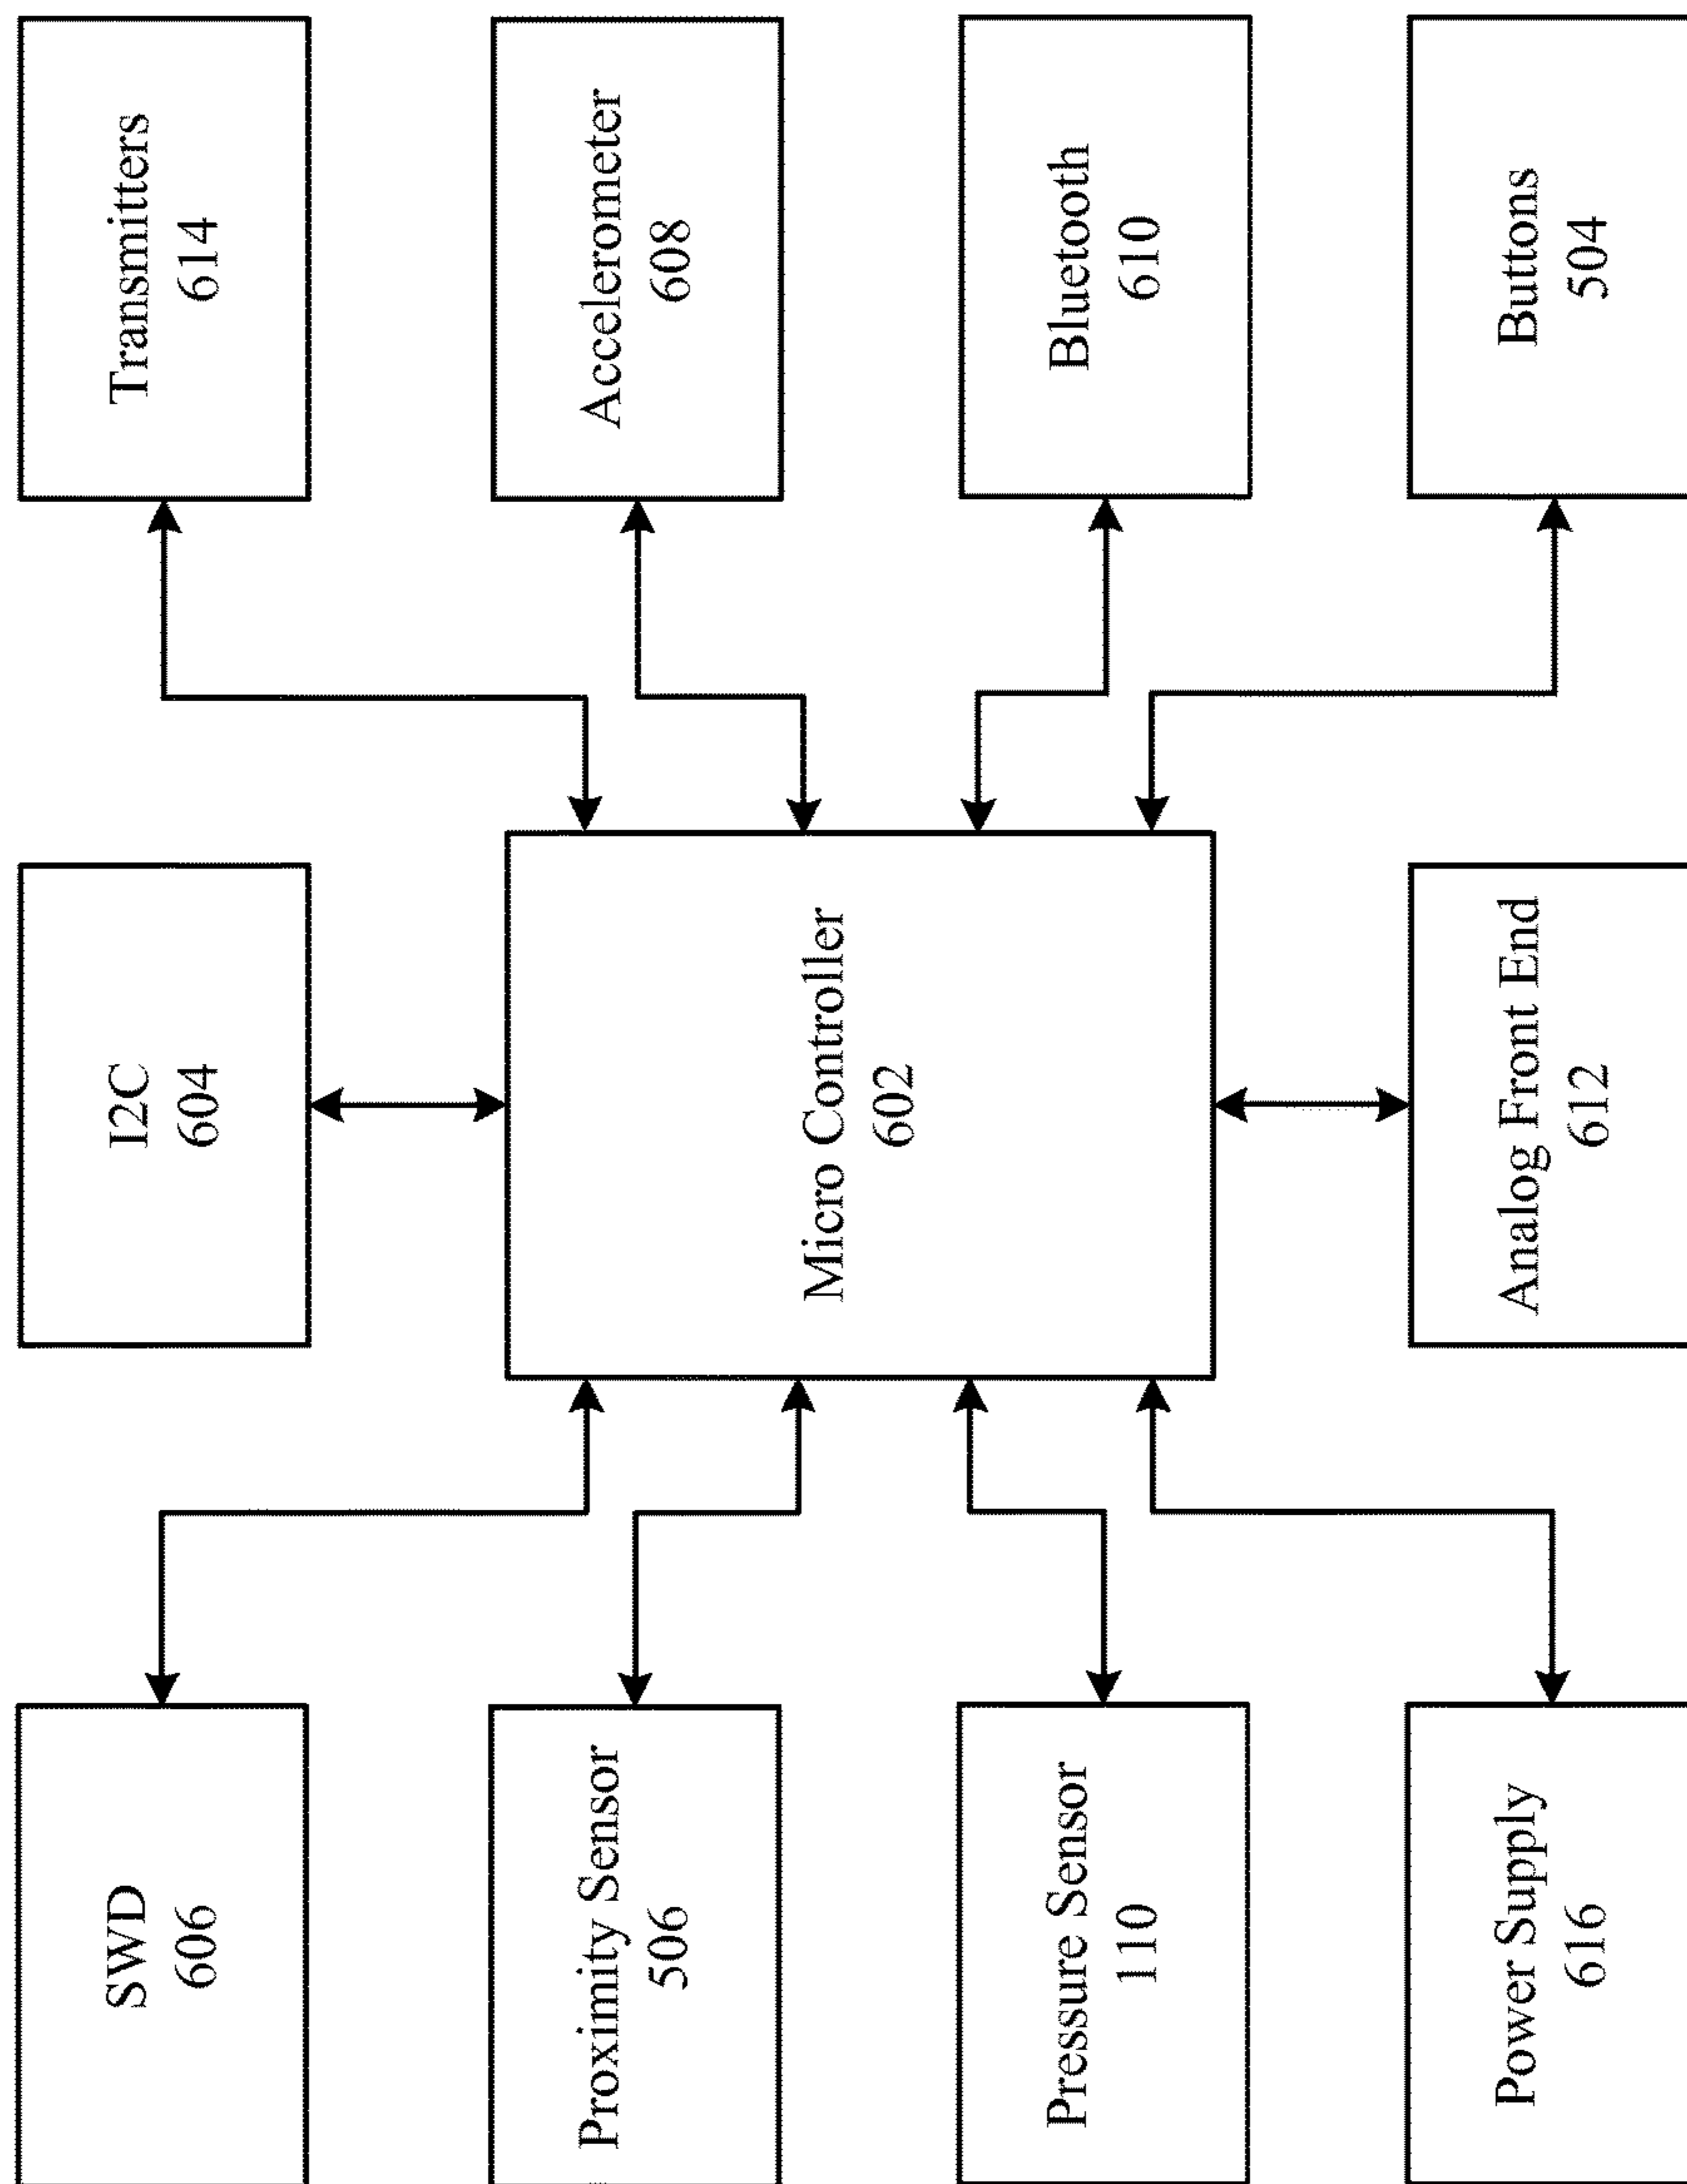 SWD
606
I2C
604
Transmitters
614
Proximity Sensor
506
Micro Controller
602
Accelerometer
608
Pressure Sensor
110
Bluetooth
610
Power Supply
616
Analog Front End
612
Buttons
504